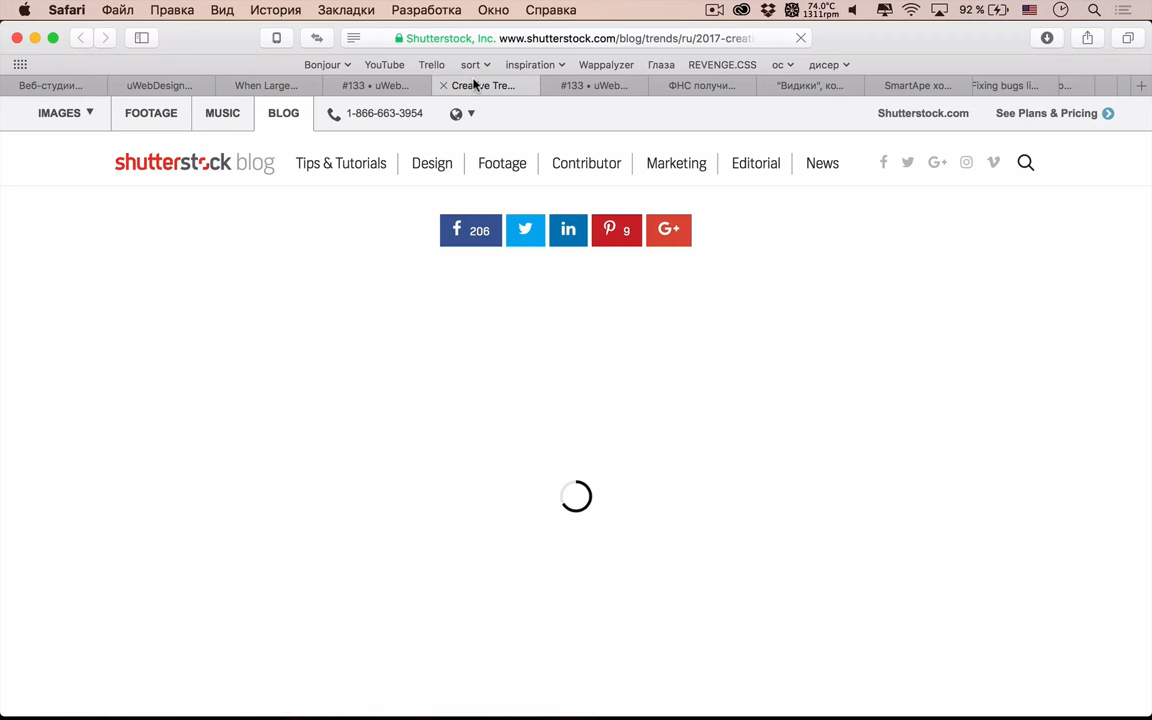 Safari Файл Правка Вид История Закладки Разработка Окно Справка 74.0°C 1311rpm 92 %
Shutterstock, Inc. www.shutterstock.com/blog/trends/ru/2017-creati
Bonjour YouTube Trello sort inspiration Wappalyzer Глаза REVENGE.CSS ос дисер
Веб-студии... uWebDesign... When Large... #133 • uWeb... Creative Tre... #133 • uWeb... ФНС получи... "Видики", ко... SmartApe хо... Fixing bugs li...
IMAGES FOOTAGE MUSIC BLOG 1-866-663-3954 Shutterstock.com See Plans & Pricing
shutterstock blog Tips & Tutorials Design Footage Contributor Marketing Editorial News
206 9